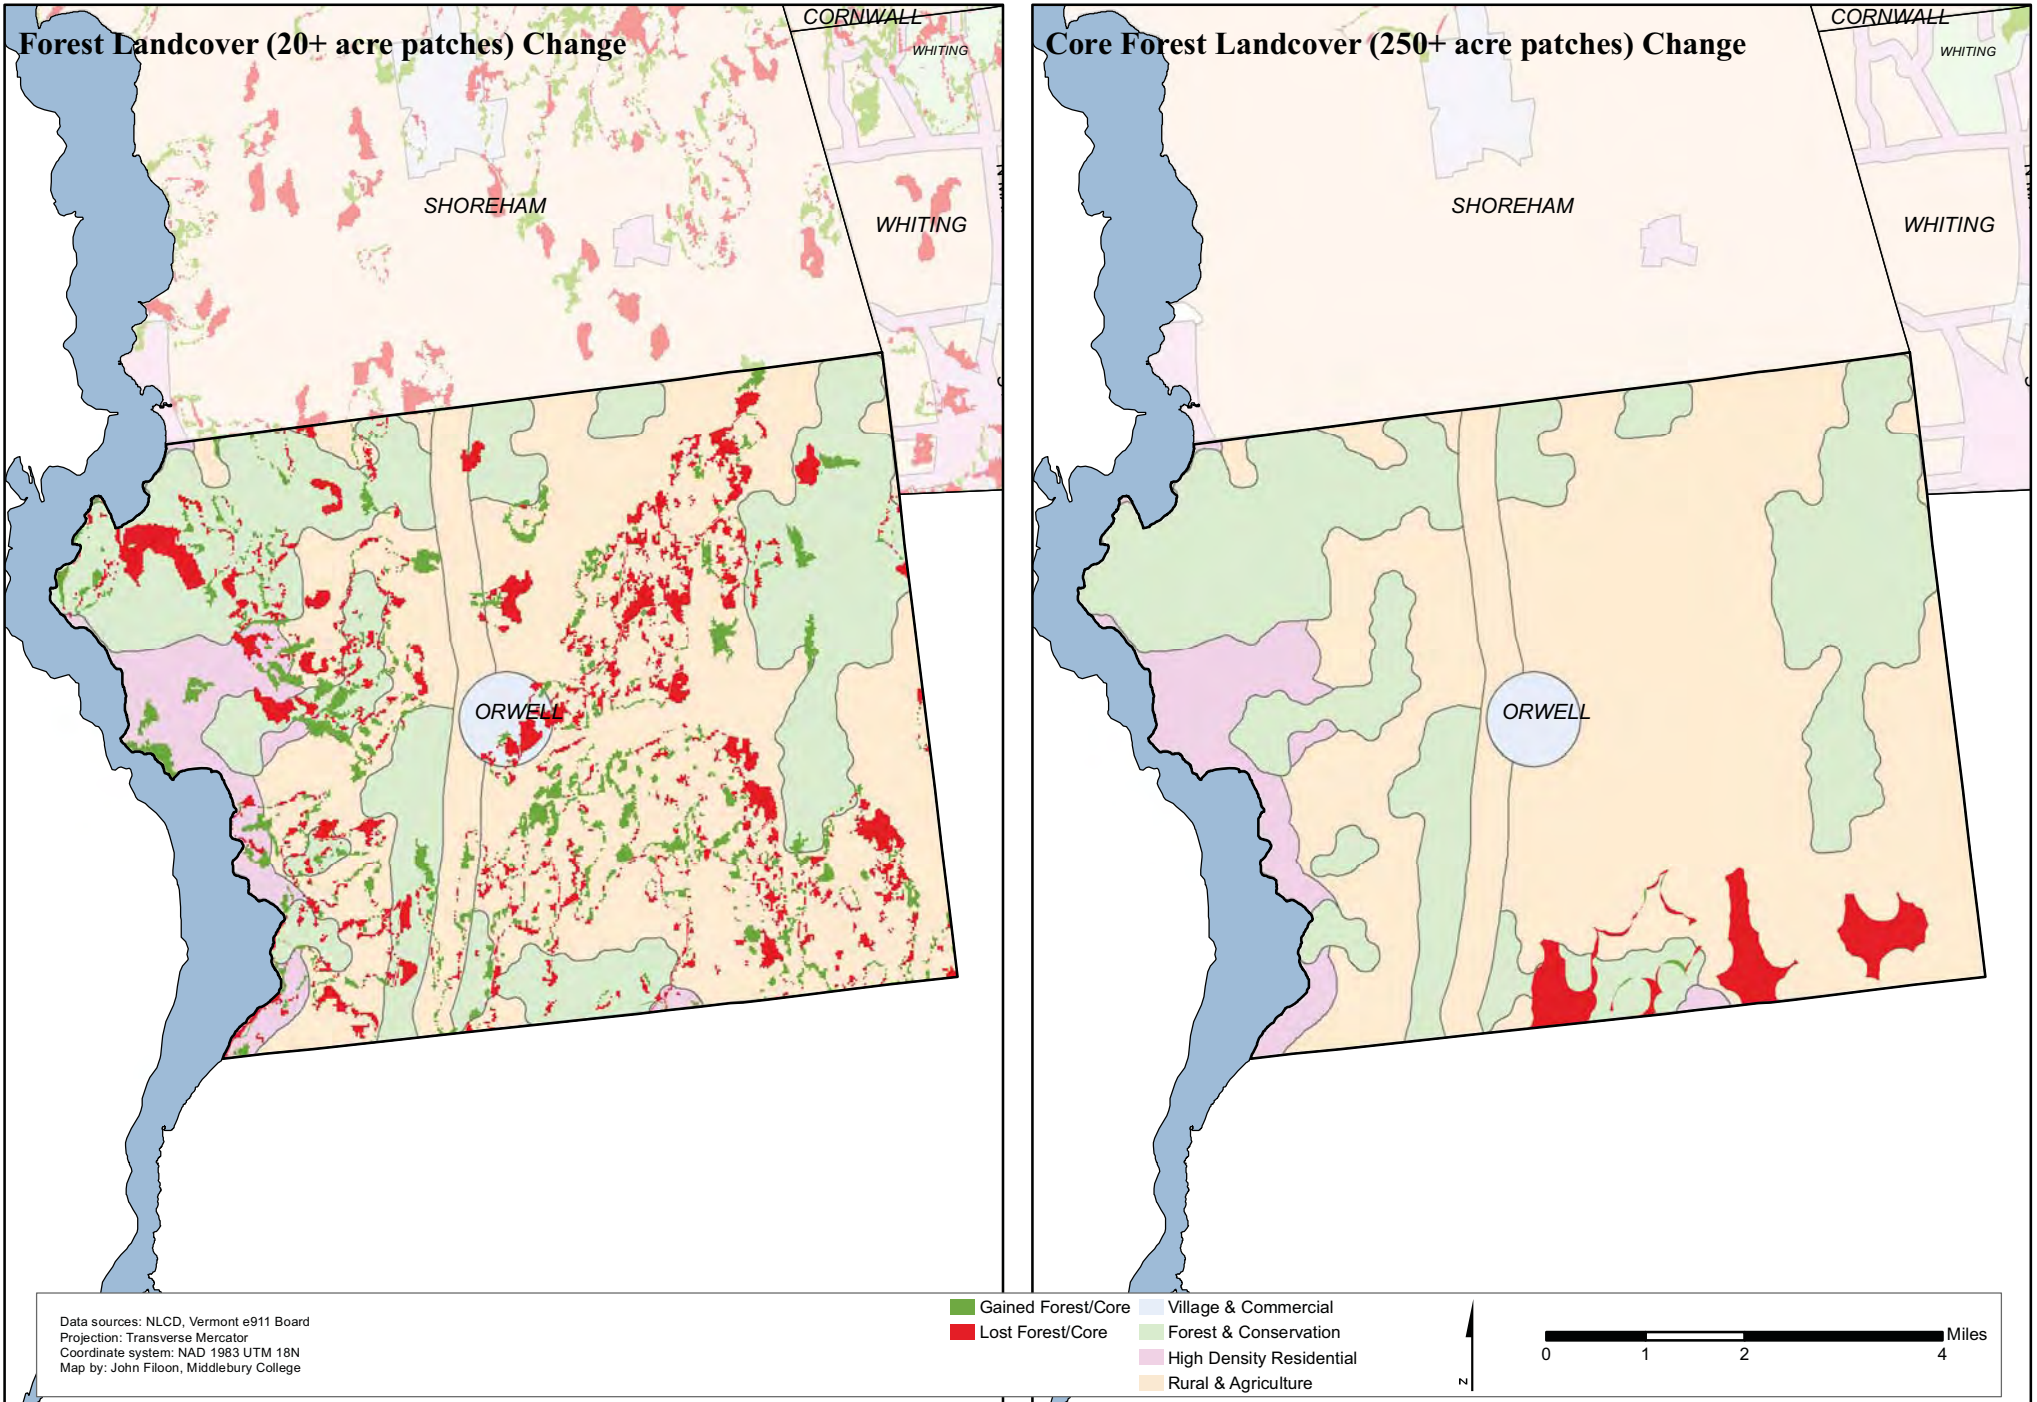 Forest Landcover (20+ acre patches) Change
CORNWALL
WHITING
SHOREHAM
WHITING
ORWELL
Core Forest Landcover (250+ acre patches) Change
CORNWALL
WHITING
SHOREHAM
WHITING
ORWELL
Data sources: NLCD, Vermont e911 Board
Projection: Transverse Mercator
Coordinate system: NAD 1983 UTM 18N
Map by: John Filoon, Middlebury College
Gained Forest/Core
Lost Forest/Core
Village & Commercial
Forest & Conservation
High Density Residential
Rural & Agriculture
N
Miles
0 1 2 4